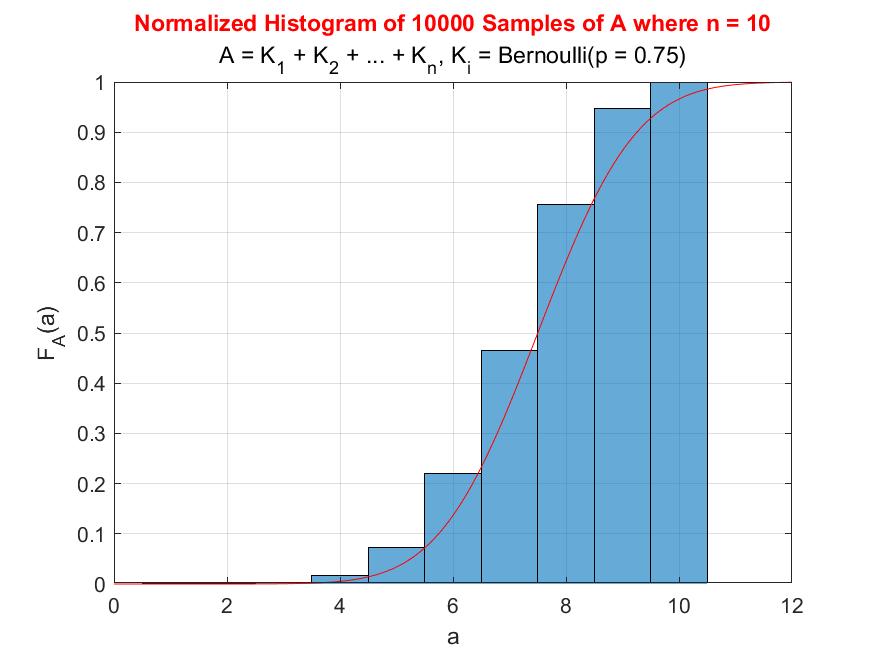 Normalized Histogram of 10000 Samples of A where n = 10
A = K₁ + K₂ + ... + Kₙ, Kᵢ = Bernoulli(p = 0.75)
1
0.9
0.8
0.7
0.6
0.5
0.4
0.3
0.2
0.1
0
F_A(a)
0 2 4 6 8 10 12
a